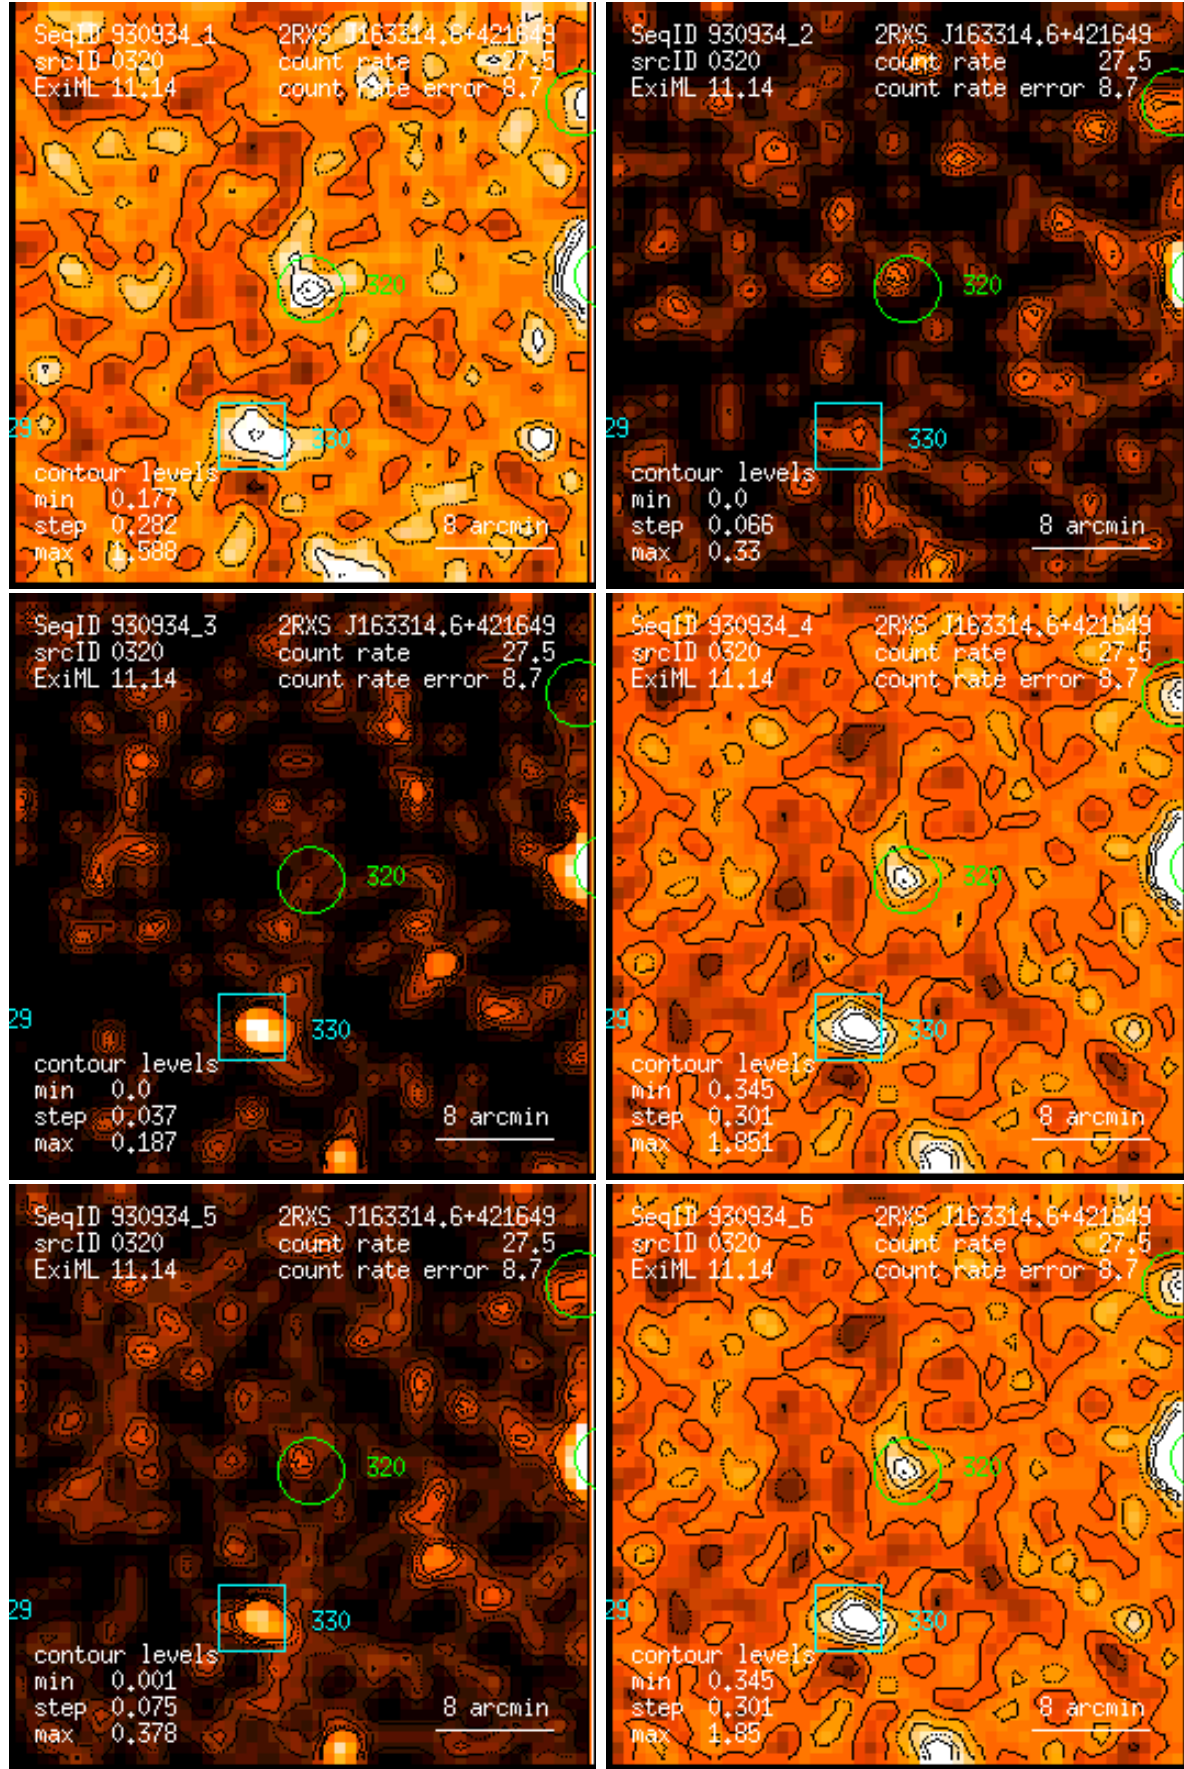 SeqID 930934_1 2RXS J163314.6+421649
srcID 0320 count rate 27.5
ExiML 11.14 count rate error 8.7
320
29 330
contour levels
min 0.177
step 0.282 8 arcmin
max 1.588
SeqID 930934_2 2RXS J163314.6+421649
srcID 0320 count rate 27.5
ExiML 11.14 count rate error 8.7
320
29 330
contour levels
min 0.0
step 0.066 8 arcmin
max 0.33
SeqID 930934_3 2RXS J163314.6+421649
srcID 0320 count rate 27.5
ExiML 11.14 count rate error 8.7
320
29 330
contour levels
min 0.0
step 0.037 8 arcmin
max 0.187
SeqID 930934_4 2RXS J163314.6+421649
srcID 0320 count rate 27.5
ExiML 11.14 count rate error 8.7
320
29 330
contour levels
min 0.345
step 0.301 8 arcmin
max 1.851
SeqID 930934_5 2RXS J163314.6+421649
srcID 0320 count rate 27.5
ExiML 11.14 count rate error 8.7
320
29 330
contour levels
min 0.001
step 0.075 8 arcmin
max 0.378
SeqID 930934_6 2RXS J163314.6+421649
srcID 0320 count rate 27.5
ExiML 11.14 count rate error 8.7
320
29 330
contour levels
min 0.345
step 0.301 8 arcmin
max 1.85